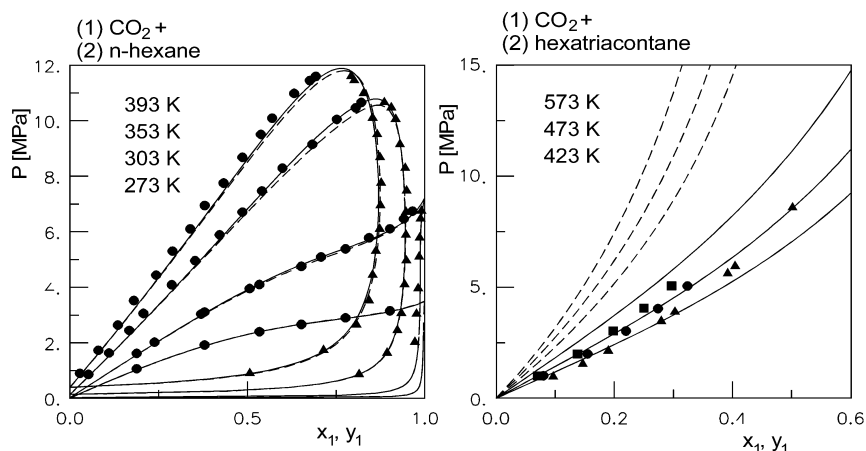 (1) CO₂ +
(2) n-hexane
12.
10.
8.
6.
4.
2.
0.
P [MPa]
393 K
353 K
303 K
273 K
0.0
0.5
1.0
x₁, y₁
(1) CO₂ +
(2) hexatriacontane
15.
10.
5.
0.
P [MPa]
573 K
473 K
423 K
0.0
0.2
0.4
0.6
x₁, y₁